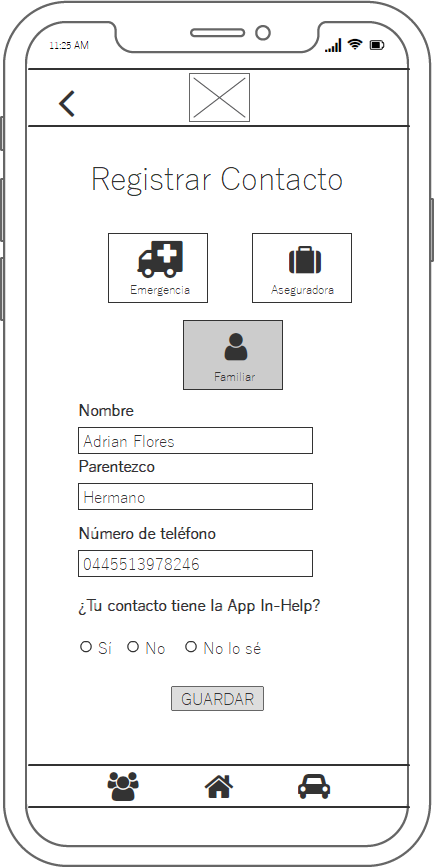 11:25 AM
Registrar Contacto
Emergencia
Aseguradora
Familiar
Nombre
Adrian Flores
Parentezco
Hermano
Número de teléfono
0445513978246
¿Tu contacto tiene la App In-Help?
Sí No No lo sé
GUARDAR